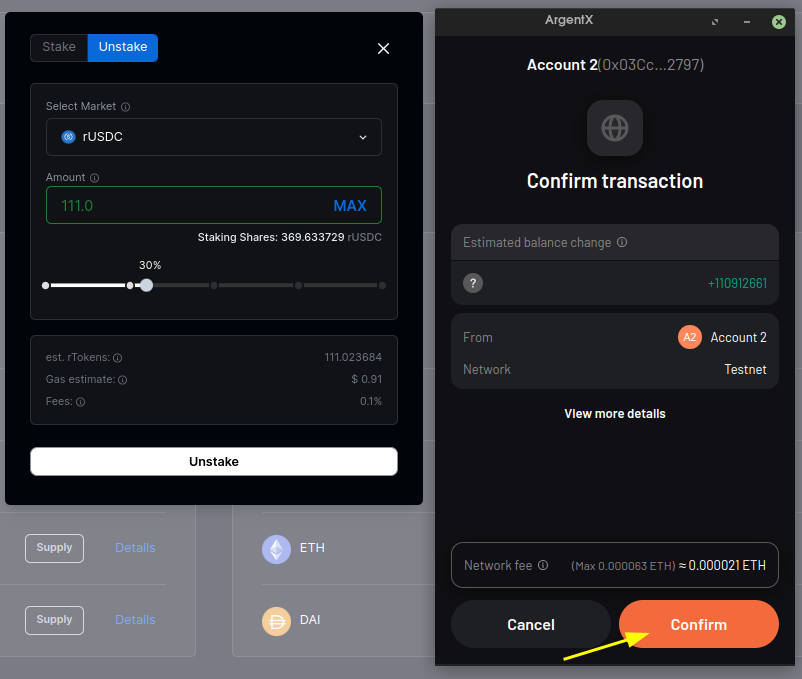 Stake Unstake
Select Market
rUSDC
Amount
111.0 MAX
Staking Shares: 369.633729 rUSDC
30%
est. rTokens: 111.023684
Gas estimate: $ 0.91
Fees: 0.1%
Unstake
Supply Details ETH
Supply Details DAI
ArgentX
Account 2(0x03Cc...2797)
Confirm transaction
Estimated balance change
? +110912661
From A2 Account 2
Network Testnet
View more details
Network fee (Max 0.000063 ETH) ≈ 0.000021 ETH
Cancel Confirm